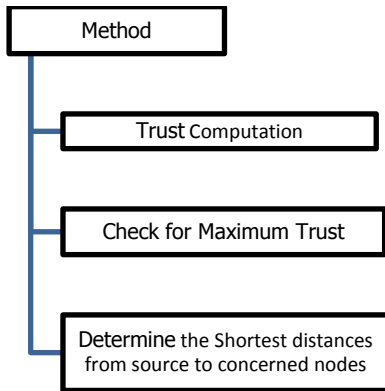 Method
Trust Computation
Check for Maximum Trust
Determine the Shortest distances
from source to concerned nodes